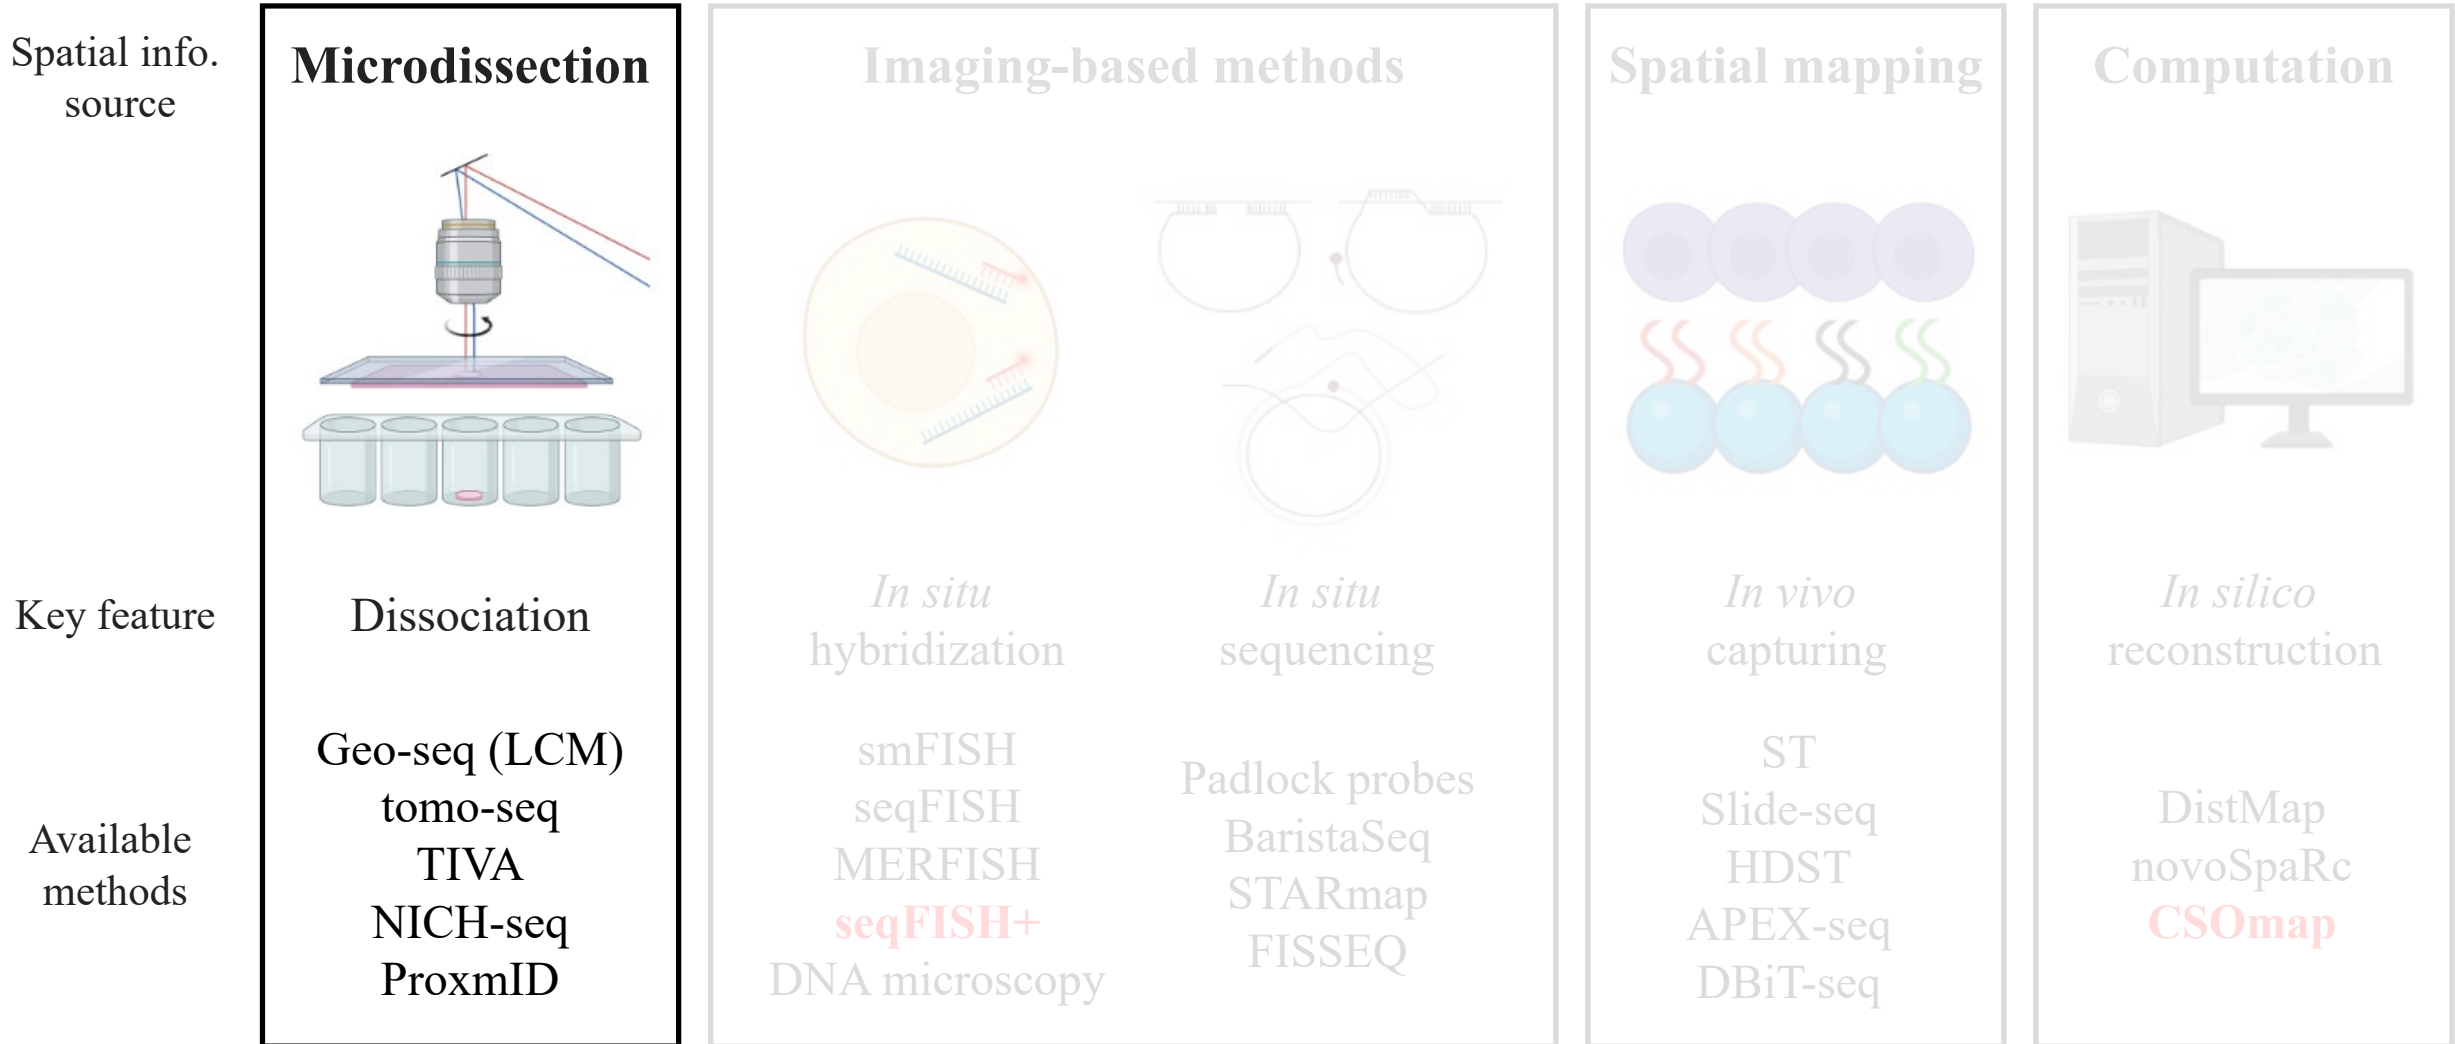 Spatial info.
source
Microdissection
Imaging-based methods
Spatial mapping
Computation
Key feature
Dissociation
In situ
hybridization
In situ
sequencing
In vivo
capturing
In silico
reconstruction
Available
methods
Geo-seq (LCM)
tomo-seq
TIVA
NICH-seq
ProxmID
smFISH
seqFISH
MERFISH
seqFISH+
DNA microscopy
Padlock probes
BaristaSeq
STARmap
FISSEQ
ST
Slide-seq
HDST
APEX-seq
DBiT-seq
DistMap
novoSpaRc
CSOmap